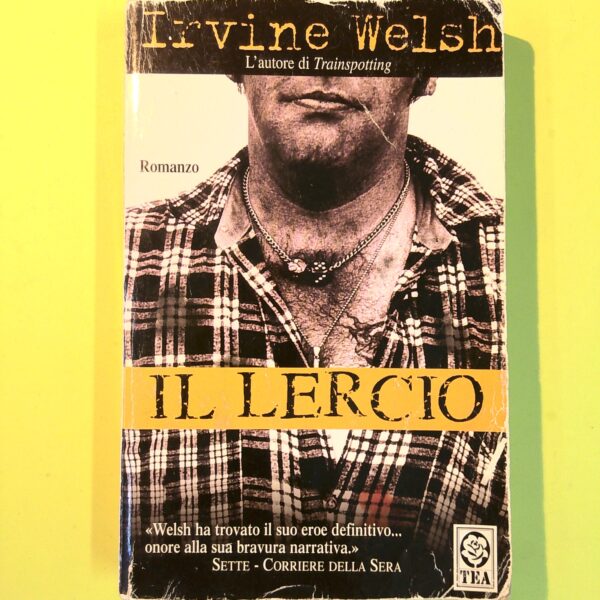 Irvine Welsh
L'autore di Trainspotting
Romanzo
IL LERCIO
«Welsh ha trovato il suo eroe definitivo...
onore alla sua bravura narrativa.»
SETTE - CORRIERE DELLA SERA
TEA